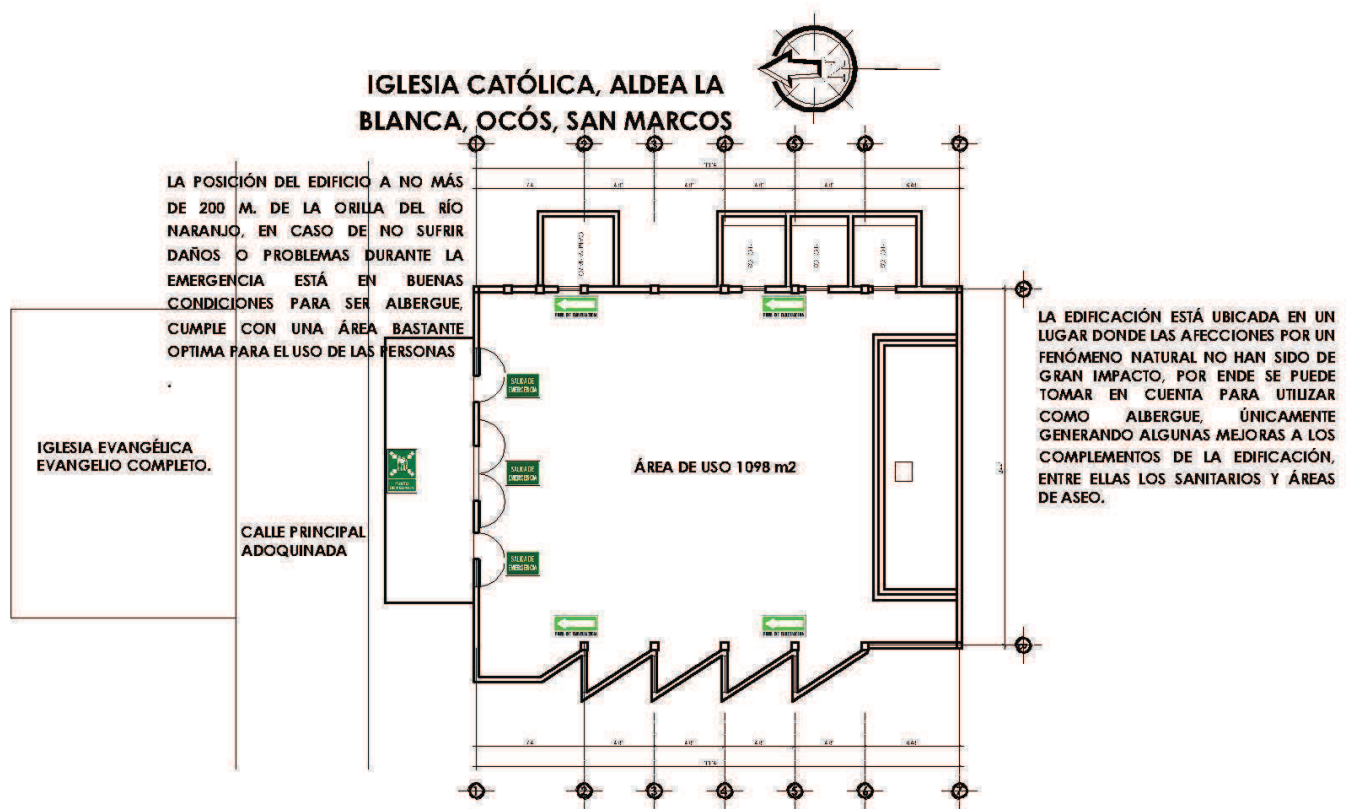 IGLESIA CATÓLICA, ALDEA LA
BLANCA, OCÓS, SAN MARCOS
N
LA POSICIÓN DEL EDIFICIO A NO MÁS
DE 200 M. DE LA ORILLA DEL RÍO
NARANJO, EN CASO DE NO SUFRIR
DAÑOS O PROBLEMAS DURANTE LA
EMERGENCIA ESTÁ EN BUENAS
CONDICIONES PARA SER ALBERGUE,
CUMPLE CON UNA ÁREA BASTANTE
OPTIMA PARA EL USO DE LAS PERSONAS
.
2 3 4 5 6 7
LA EDIFICACIÓN ESTÁ UBICADA EN UN
LUGAR DONDE LAS AFECCIONES POR UN
FENÓMENO NATURAL NO HAN SIDO DE
GRAN IMPACTO, POR ENDE SE PUEDE
TOMAR EN CUENTA PARA UTILIZAR
COMO ALBERGUE, ÚNICAMENTE
GENERANDO ALGUNAS MEJORAS A LOS
COMPLEMENTOS DE LA EDIFICACIÓN,
ENTRE ELLAS LOS SANITARIOS Y ÁREAS
DE ASEO.
SALIDA DE
EMERGENCIA
IGLESIA EVANGÉLICA
EVANGELIO COMPLETO.
ÁREA DE USO 1098 m2
SALIDA DE
EMERGENCIA
CALLE PRINCIPAL
ADOQUINADA
SALIDA DE
EMERGENCIA
2 3 4 5 6 7